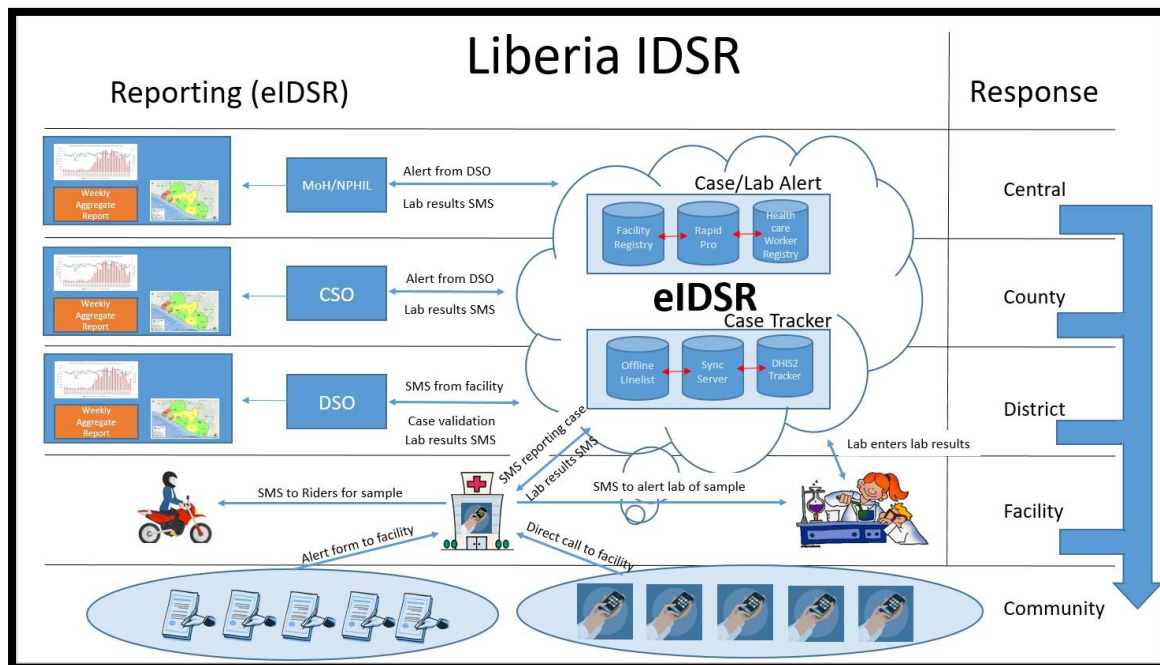 Liberia IDSR
Reporting (eIDSR)
Response
Weekly
Aggregate
Report
MoH/NPHIL
Alert from DSO
Lab results SMS
Case/Lab Alert
Facility
Registry
Rapid
Pro
Health
care
Worker
Registry
Central
Weekly
Aggregate
Report
CSO
Alert from DSO
Lab results SMS
eIDSR
County
Case Tracker
Weekly
Aggregate
Report
DSO
SMS from facility
Case validation
Lab results SMS
Offline
LInelist
Sync
Server
DHIS2
Tracker
District
SMS reporting case
Lab results SMS
Lab enters lab results
SMS to Riders for sample
SMS to alert lab of sample
Facility
Alert form to facility
Direct call to facility
Community